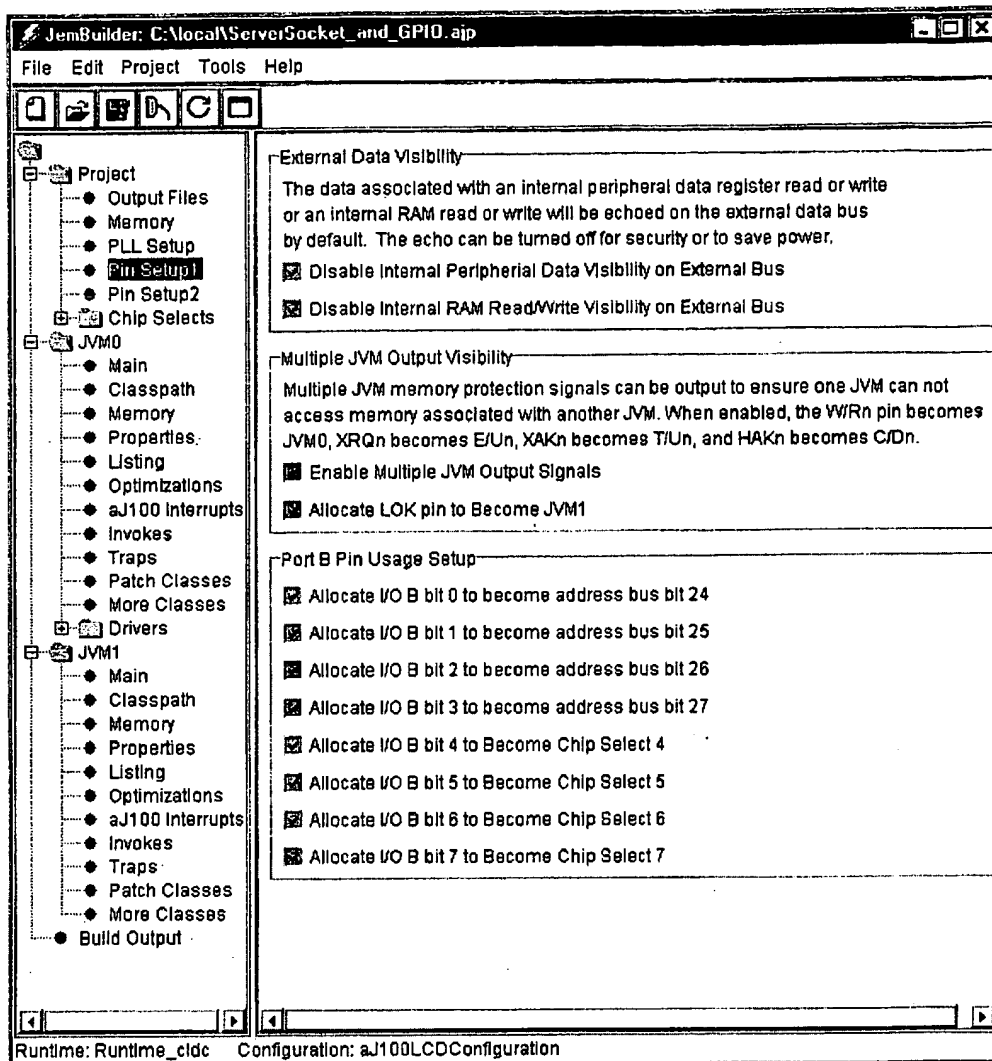 JemBuilder: C:\local\ServerSocket_and_GPIO.ajp
File Edit Project Tools Help
Project
Output Files
Memory
PLL Setup
Pin Setup1
Pin Setup2
Chip Selects
JVM0
Main
Classpath
Memory
Properties
Listing
Optimizations
aJ100 Interrupts
Invokes
Traps
Patch Classes
More Classes
Drivers
JVM1
Main
Classpath
Memory
Properties
Listing
Optimizations
aJ100 Interrupts
Invokes
Traps
Patch Classes
More Classes
Build Output
External Data Visibility
The data associated with an internal peripheral data register read or write
or an internal RAM read or write will be echoed on the external data bus
by default. The echo can be turned off for security or to save power.
Disable Internal Peripherial Data Visibility on External Bus
Disable Internal RAM Read/Write Visibility on External Bus
Multiple JVM Output Visibility
Multiple JVM memory protection signals can be output to ensure one JVM can not
access memory associated with another JVM. When enabled, the W/Rn pin becomes
JVM0, XRQn becomes E/Un, XAKn becomes T/Un, and HAKn becomes C/Dn.
Enable Multiple JVM Output Signals
Allocate LOK pin to Become JVM1
Port B Pin Usage Setup
Allocate I/O B bit 0 to become address bus bit 24
Allocate I/O B bit 1 to become address bus bit 25
Allocate I/O B bit 2 to become address bus bit 26
Allocate I/O B bit 3 to become address bus bit 27
Allocate I/O B bit 4 to Become Chip Select 4
Allocate I/O B bit 5 to Become Chip Select 5
Allocate I/O B bit 6 to Become Chip Select 6
Allocate I/O B bit 7 to Become Chip Select 7
Runtime: Runtime_cldc Configuration: aJ100LCDConfiguration